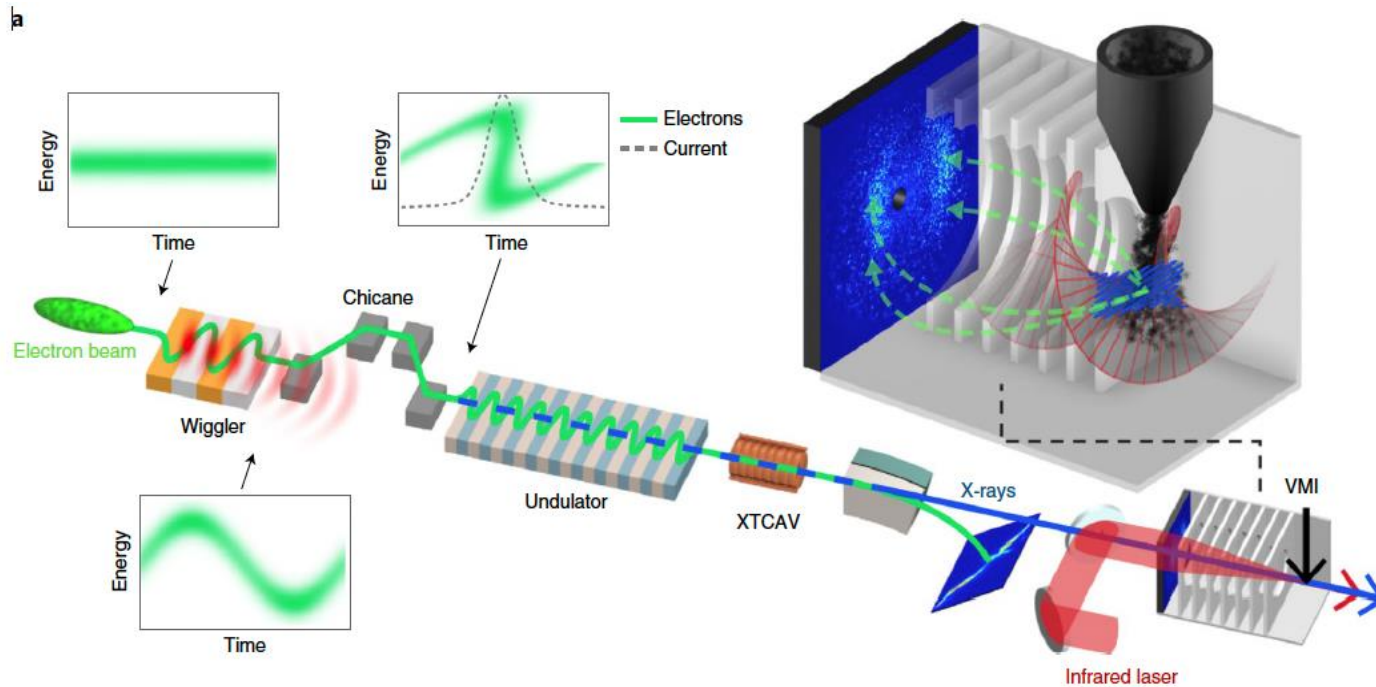 a
Energy
Time
Energy
Time
Electrons
Current
Electron beam
Wiggler
Chicane
Undulator
XTCAV
X-rays
VMI
Infrared laser
Energy
Time